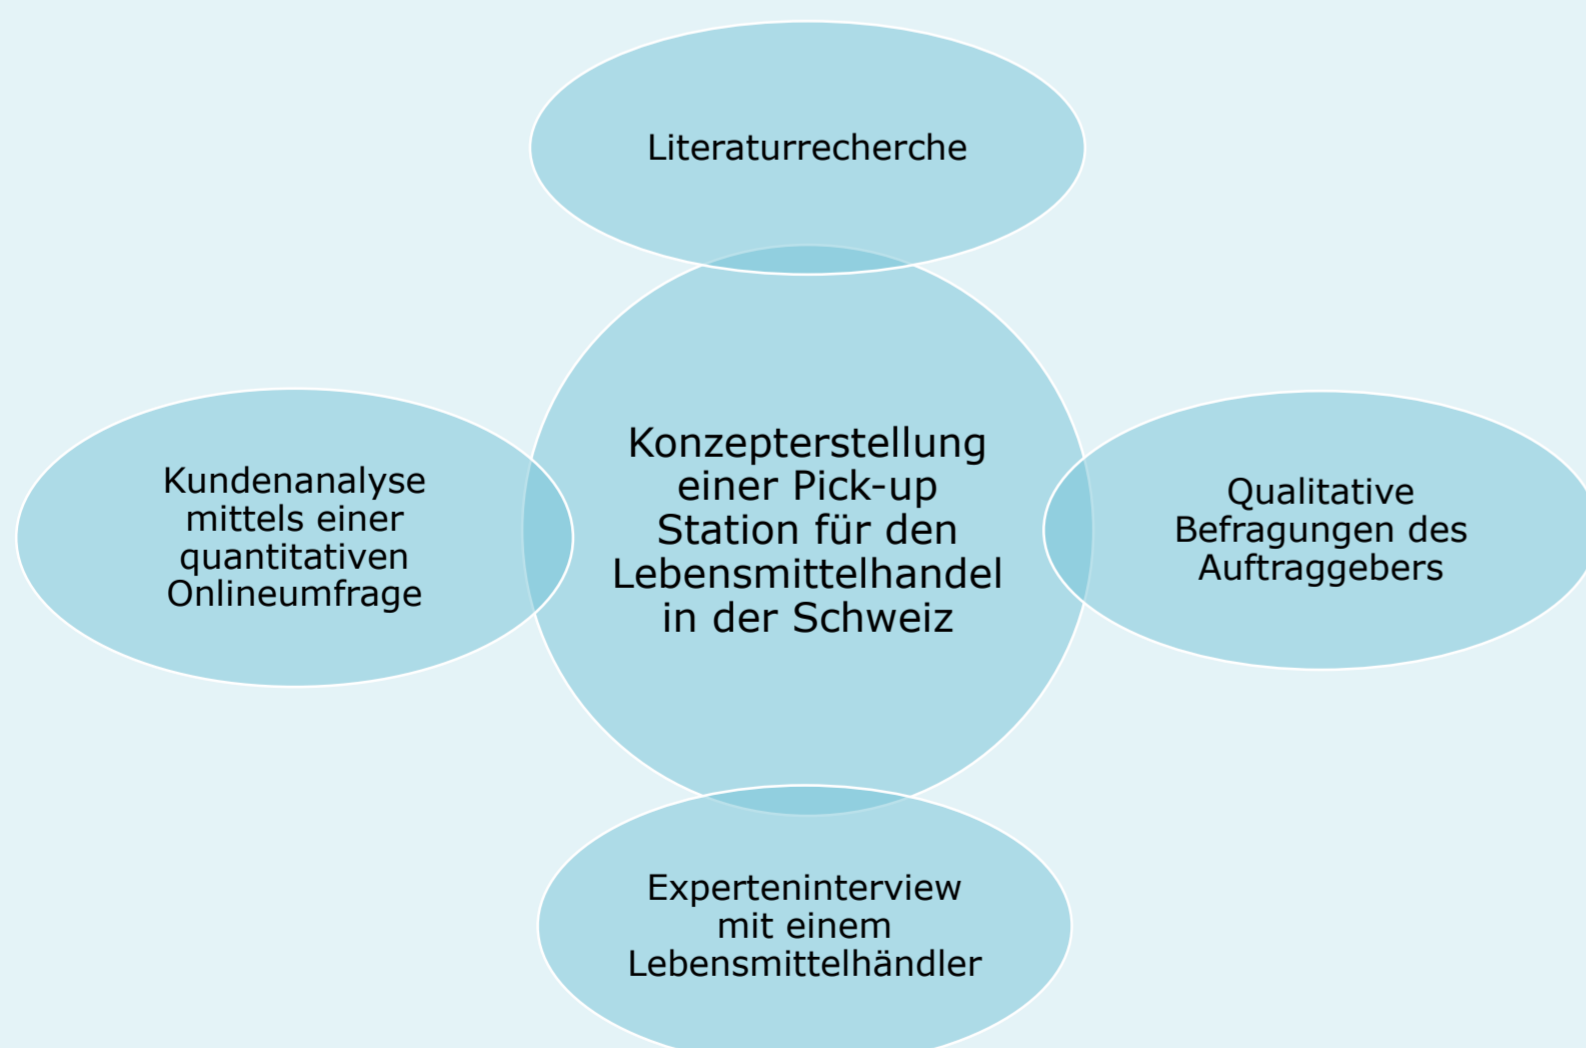 Literaturrecherche
Konzepterstellung
einer Pick-up
Station für den
Lebensmittelhandel
in der Schweiz
Kundenanalyse
mittels einer
quantitativen
Onlineumfrage
Qualitative
Befragungen des
Auftraggebers
Experteninterview
mit einem
Lebensmittelhändler